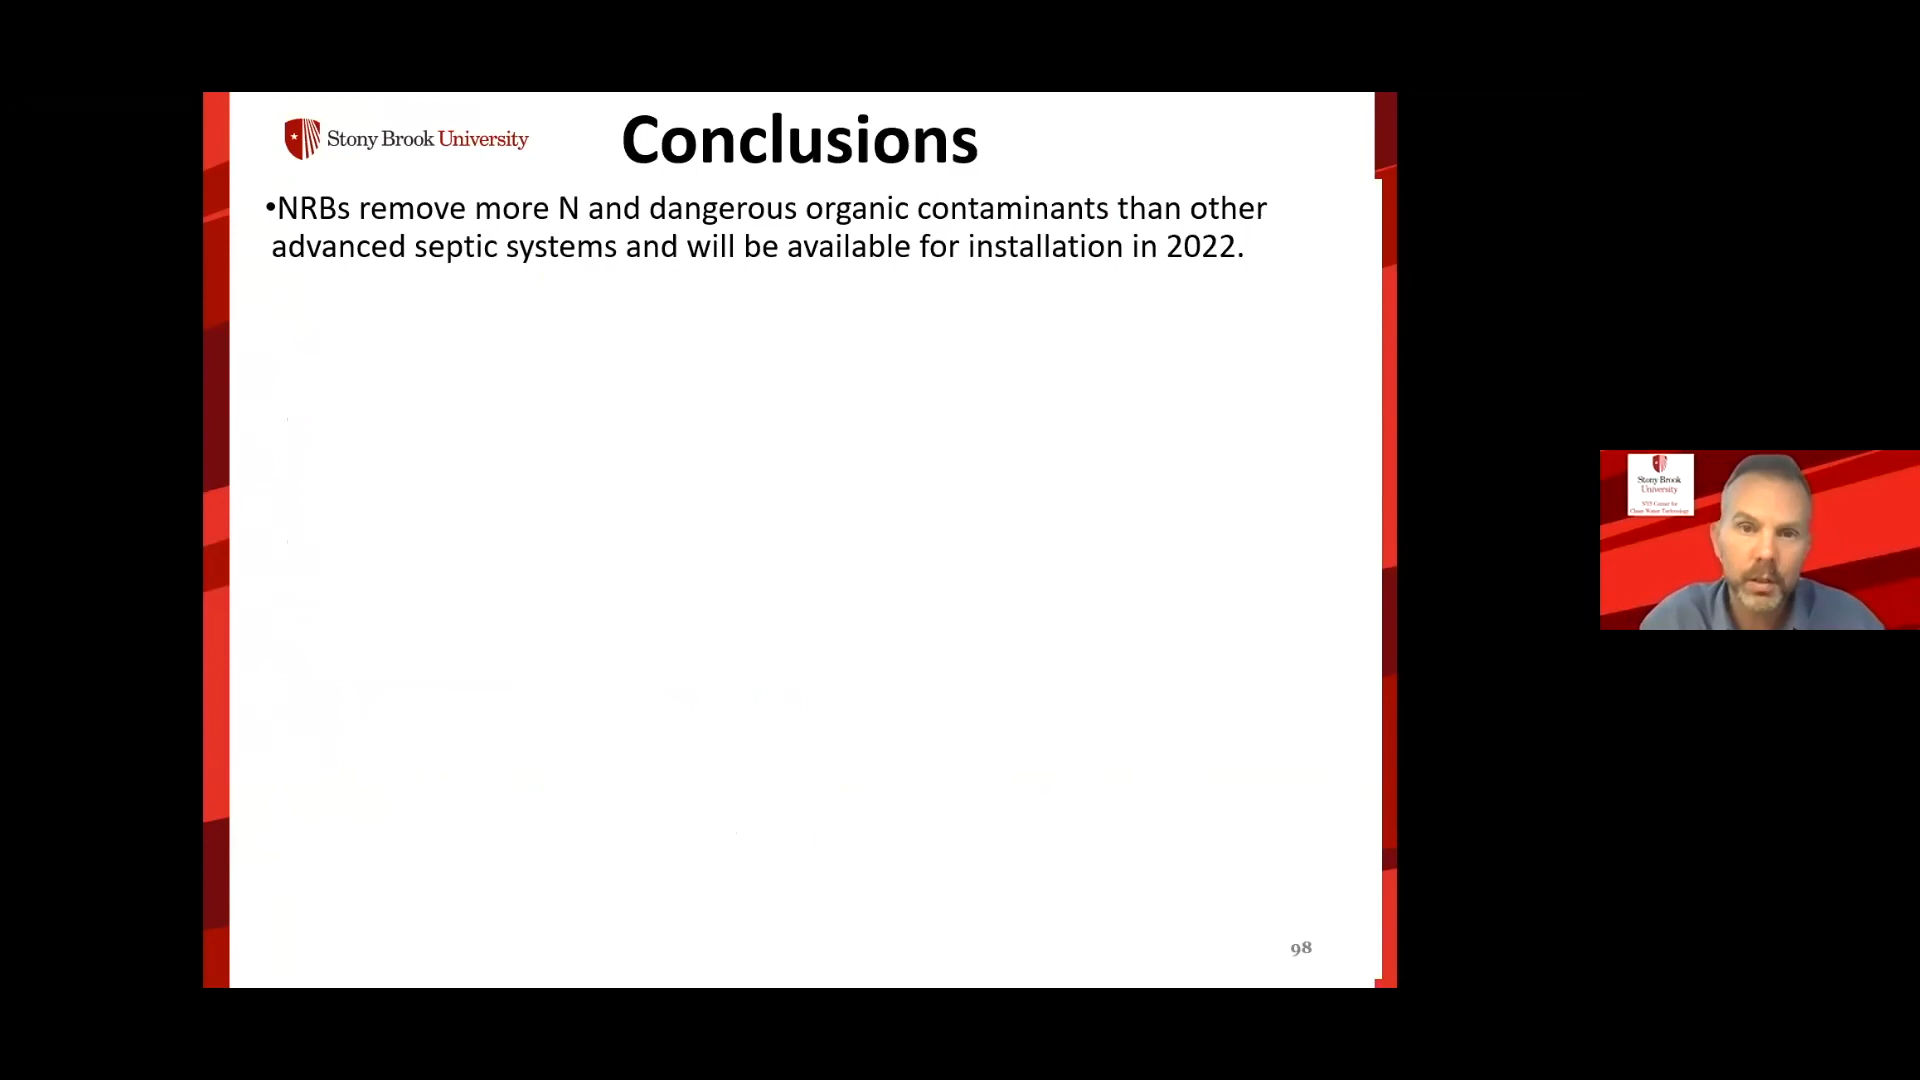 Stony Brook University
Conclusions
•NRBs remove more N and dangerous organic contaminants than other
advanced septic systems and will be available for installation in 2022.
98
Stony Brook
University
NYS Center for
Clean Water Technology